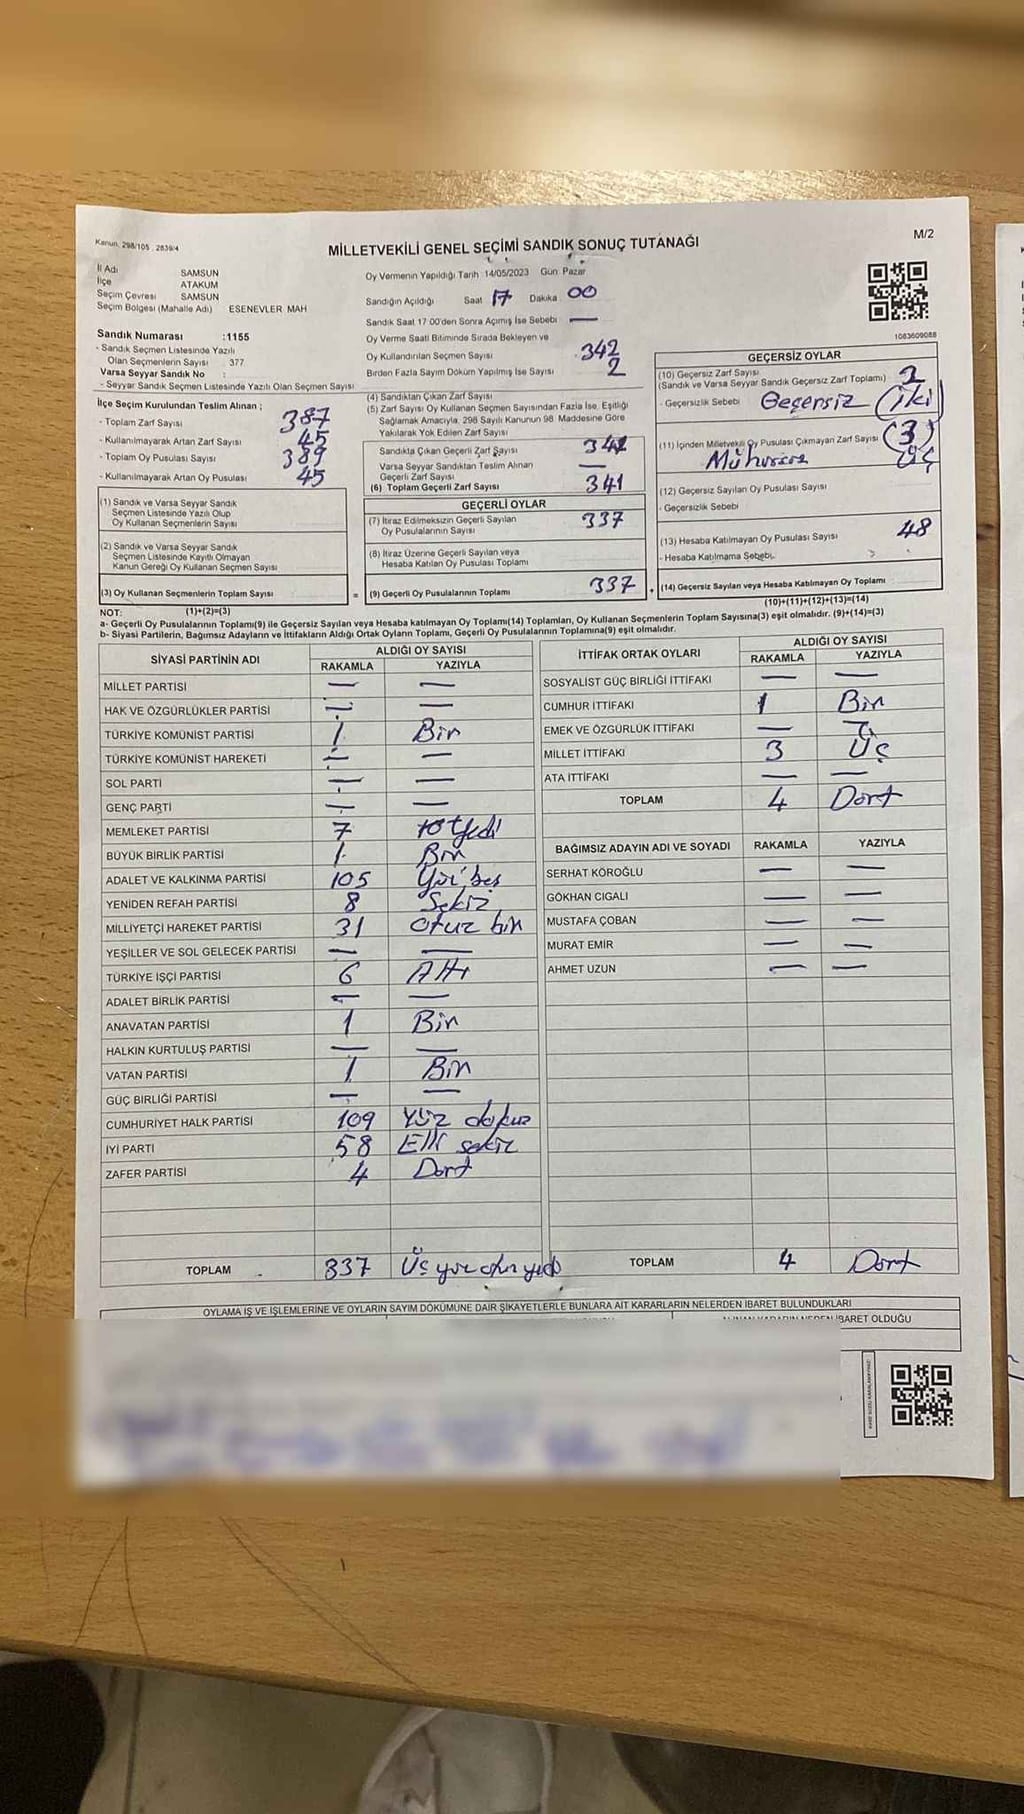 Kanun. 298/105 , 2839/4
MİLLETVEKİLİ GENEL SEÇİMİ SANDIK SONUÇ TUTANAĞI
M/2
İl Adı SAMSUN
İlçe ATAKUM
Seçim Çevresi SAMSUN
Seçim Bölgesi (Mahalle Adı) ESENEVLER MAH
Sandık Numarası :1155
- Sandık Seçmen Listesinde Yazılı
Olan Seçmenlerin Sayısı : 377
Varsa Seyyar Sandık No :
- Seyyar Sandık Seçmen Listesinde Yazılı Olan Seçmen Sayısı
Oy Vermenin Yapıldığı Tarih 14/05/2023 Gün Pazar
Sandığın Açıldığı Saat 17 Dakika 00
Sandık Saat 17 00'den Sonra Açımış İse Sebebi —
Oy Verme Saati Bitiminde Sırada Bekleyen ve
Oy Kullandırılan Seçmen Sayısı 342
Birden Fazla Sayım Döküm Yapılmış İse Sayısı 2
1083609088
İlçe Seçim Kurulundan Teslim Alınan ;
- Toplam Zarf Sayısı 387
- Kullanılmayarak Artan Zarf Sayısı 45
- Toplam Oy Pusulası Sayısı 389
- Kullanılmayarak Artan Oy Pusulası 45
(1) Sandık ve Varsa Seyyar Sandık
Seçmen Listesinde Yazılı Olup
Oy Kullanan Seçmenlerin Sayısı
(2) Sandık ve Varsa Seyyar Sandık
Seçmen Listesinde Kayıtlı Olmayan
Kanun Gereği Oy Kullanan Seçmen Sayısı
(3) Oy Kullanan Seçmenlerin Toplam Sayısı
(1)+(2)=(3)
(4) Sandıktan Çıkan Zarf Sayısı
(5) Zarf Sayısı Oy Kullanan Seçmen Sayısından Fazla İse, Eşitliği
Sağlamak Amacıyla, 298 Sayılı Kanunun 98. Maddesine Göre
Yakılarak Yok Edilen Zarf Sayısı
Sandıkta Çıkan Geçerli Zarf Sayısı
Varsa Seyyar Sandıktan Teslim Alınan —
Geçerli Zarf Sayısı
(6) Toplam Geçerli Zarf Sayısı 341
GEÇERLİ OYLAR
(7) İtiraz Edilmeksizin Geçerli Sayılan 337
Oy Pusulalarının Sayısı
(8) İtiraz Üzerine Geçerli Sayılan veya
Hesaba Katılan Oy Pusulası Toplamı
= (9) Geçerli Oy Pusulalarının Toplamı 337 +
GEÇERSİZ OYLAR
(10) Geçersiz Zarf Sayısı 2
(Sandık ve Varsa Seyyar Sandık Geçersiz Zarf Toplamı)
- Geçersizlik Sebebi Geçersiz (İki)
(11) İçinden Milletvekili Oy Pusulası Çıkmayan Zarf Sayısı (3)
Üç
(12) Geçersiz Sayılan Oy Pusulası Sayısı
- Geçersizlik Sebebi
(13) Hesaba Katılmayan Oy Pusulası Sayısı 48
- Hesaba Katılmama Sebebi
(14) Geçersiz Sayılan veya Hesaba Katılmayan Oy Toplamı
(10)+(11)+(12)+(13)=(14)
NOT:
a- Geçerli Oy Pusulalarının Toplamı(9) ile Geçersiz Sayılan veya Hesaba katılmayan Oy Toplamı(14) Toplamları, Oy Kullanan Seçmenlerin Toplam Sayısına(3) eşit olmalıdır. (9)+(14)=(3)
b- Siyasi Partilerin, Bağımsız Adayların ve İttifakların Aldığı Ortak Oyların Toplamı, Geçerli Oy Pusulalarının Toplamına(9) eşit olmalıdır.
SİYASİ PARTİNİN ADI ALDIĞI OY SAYISI
RAKAMLA YAZIYLA
MİLLET PARTİSİ — —
HAK VE ÖZGÜRLÜKLER PARTİSİ — —
TÜRKİYE KOMÜNİST PARTİSİ 1 Bir
TÜRKİYE KOMÜNİST HAREKETİ — —
SOL PARTİ — —
GENÇ PARTİ — —
MEMLEKET PARTİSİ 7 yedi
BÜYÜK BİRLİK PARTİSİ 1 Bir
ADALET VE KALKINMA PARTİSİ 105 Yüz beş
YENİDEN REFAH PARTİSİ 8 Sekiz
MİLLİYETÇİ HAREKET PARTİSİ 31 Otuz bir
YEŞİLLER VE SOL GELECEK PARTİSİ — —
TÜRKİYE İŞÇİ PARTİSİ 6 Altı
ADALET BİRLİK PARTİSİ — —
ANAVATAN PARTİSİ 1 Bir
HALKIN KURTULUŞ PARTİSİ — —
VATAN PARTİSİ 1 Bir
GÜÇ BİRLİĞİ PARTİSİ — —
CUMHURİYET HALK PARTİSİ 109 Yüz dokuz
İYİ PARTİ 58 Elli sekiz
ZAFER PARTİSİ 4 Dört
TOPLAM 337 Üç yüz otuz yedi
İTTİFAK ORTAK OYLARI ALDIĞI OY SAYISI
RAKAMLA YAZIYLA
SOSYALİST GÜÇ BİRLİĞİ İTTİFAKI — —
CUMHUR İTTİFAKI 1 Bir
EMEK VE ÖZGÜRLÜK İTTİFAKI —
MİLLET İTTİFAKI 3 Üç
ATA İTTİFAKI — —
TOPLAM 4 Dört
BAĞIMSIZ ADAYIN ADI VE SOYADI RAKAMLA YAZIYLA
SERHAT KÖROĞLU — —
GÖKHAN CIGALI — —
MUSTAFA ÇOBAN — —
MURAT EMİR — —
AHMET UZUN — —
TOPLAM 4 Dört
OYLAMA İŞ VE İŞLEMLERİNE VE OYLARIN SAYIM DÖKÜMÜNE DAİR ŞİKAYETLERLE BUNLARA AİT KARARLARIN NELERDEN İBARET BULUNDUKLARI
İBARET OLDUĞU